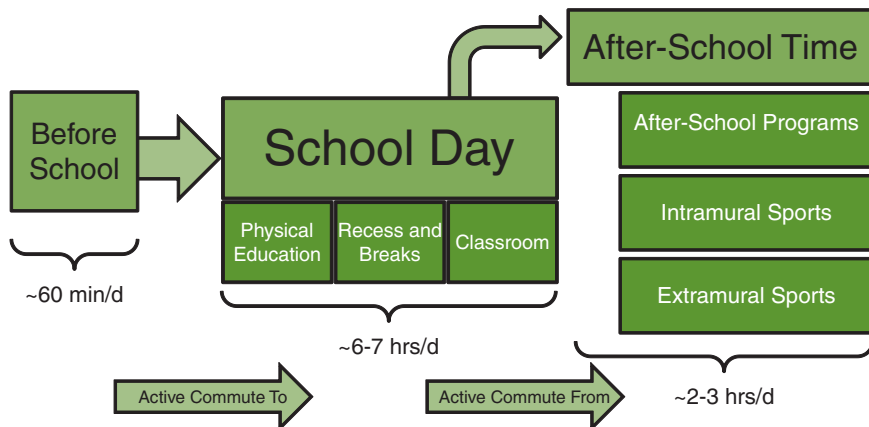 Before
School
~60 min/d
School Day
Physical
Education
Recess and
Breaks
Classroom
~6-7 hrs/d
After-School Time
After-School Programs
Intramural Sports
Extramural Sports
~2-3 hrs/d
Active Commute To
Active Commute From